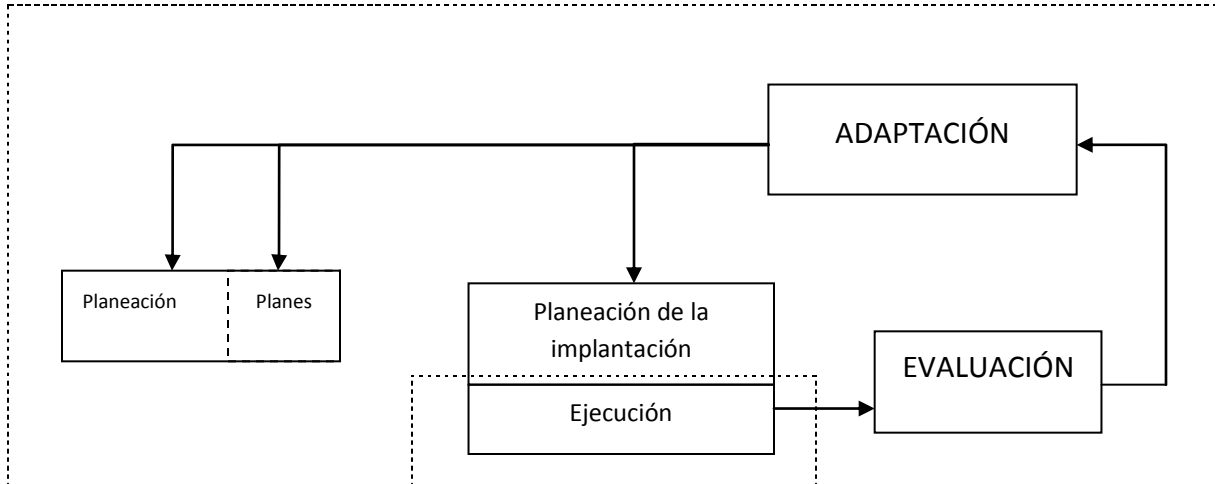 ADAPTACIÓN
Planeación
Planes
Planeación de la
implantación
EVALUACIÓN
Ejecución